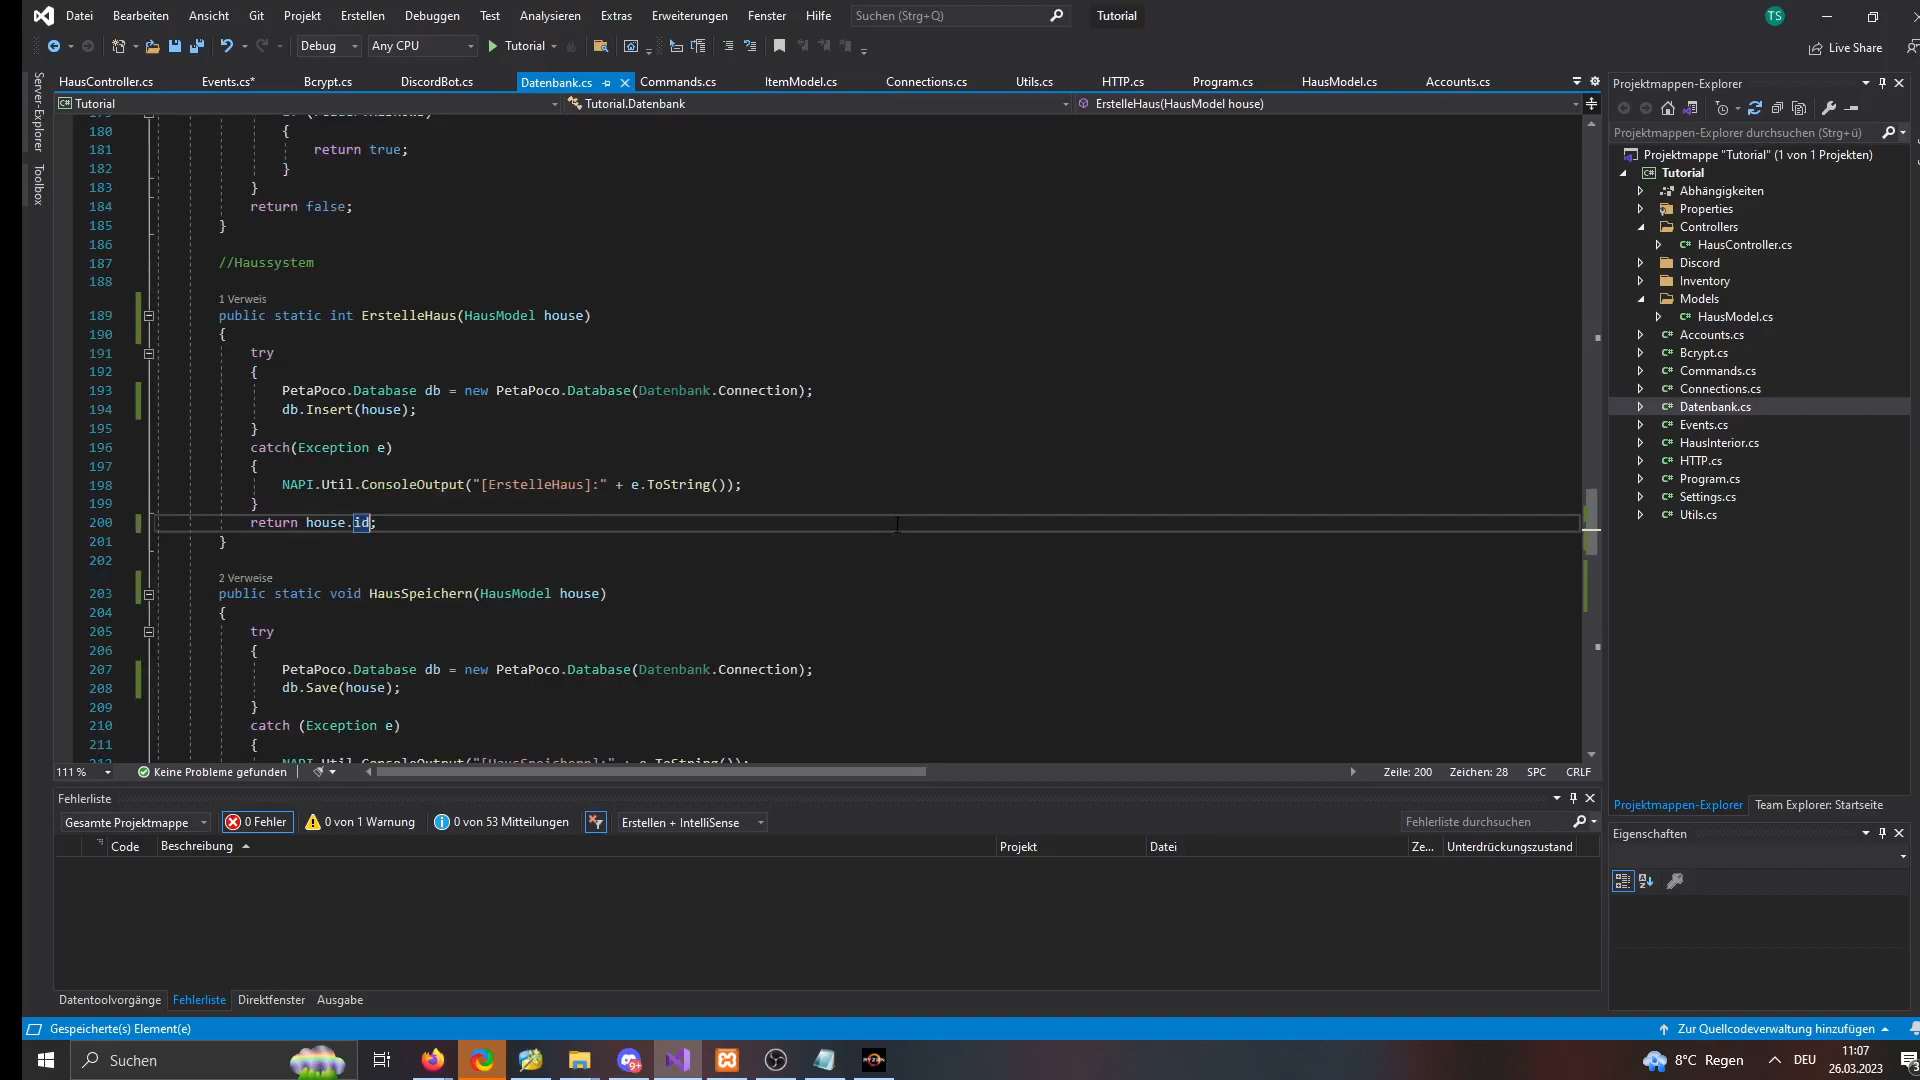 Datei Bearbeiten Ansicht Git Projekt Erstellen Debuggen Test Analysieren Extras Erweiterungen Fenster Hilfe Suchen (Strg+Q) Tutorial TS
Debug Any CPU Tutorial Live Share
HausController.cs Events.cs* Bcrypt.cs DiscordBot.cs Datenbank.cs Commands.cs ItemModel.cs Connections.cs Utils.cs HTTP.cs Program.cs HausModel.cs Accounts.cs
Tutorial Tutorial.Datenbank ErstelleHaus(HausModel house)
Server-Explorer
Toolbox
180 {
181 return true;
182 }
183 }
184 return false;
185 }
186
187 //Haussystem
188
1 Verweis
189 public static int ErstelleHaus(HausModel house)
190 {
191 try
192 {
193 PetaPoco.Database db = new PetaPoco.Database(Datenbank.Connection);
194 db.Insert(house);
195 }
196 catch(Exception e)
197 {
198 NAPI.Util.ConsoleOutput("[ErstelleHaus]:" + e.ToString());
199 }
200 return house.id;
201 }
202
2 Verweise
203 public static void HausSpeichern(HausModel house)
204 {
205 try
206 {
207 PetaPoco.Database db = new PetaPoco.Database(Datenbank.Connection);
208 db.Save(house);
209 }
210 catch (Exception e)
211 {
212 NAPI.Util.ConsoleOutput("[HausSpeichern]:" + e.ToString());
111 % Keine Probleme gefunden Zeile: 200 Zeichen: 28 SPC CRLF
Projektmappen-Explorer
Projektmappen-Explorer durchsuchen (Strg+ü)
Projektmappe "Tutorial" (1 von 1 Projekten)
Tutorial
Abhängigkeiten
Properties
Controllers
HausController.cs
Discord
Inventory
Models
HausModel.cs
Accounts.cs
Bcrypt.cs
Commands.cs
Connections.cs
Datenbank.cs
Events.cs
HausInterior.cs
HTTP.cs
Program.cs
Settings.cs
Utils.cs
Projektmappen-Explorer Team Explorer: Startseite
Eigenschaften
Fehlerliste
Gesamte Projektmappe 0 Fehler 0 von 1 Warnung 0 von 53 Mitteilungen Erstellen + IntelliSense Fehlerliste durchsuchen
Code Beschreibung Projekt Datei Ze... Unterdrückungszustand
Datentoolvorgänge Fehlerliste Direktfenster Ausgabe
Gespeicherte(s) Element(e) Zur Quellcodeverwaltung hinzufügen
Suchen 9+ RYZEN 8°C Regen DEU 11:07
26.03.2023